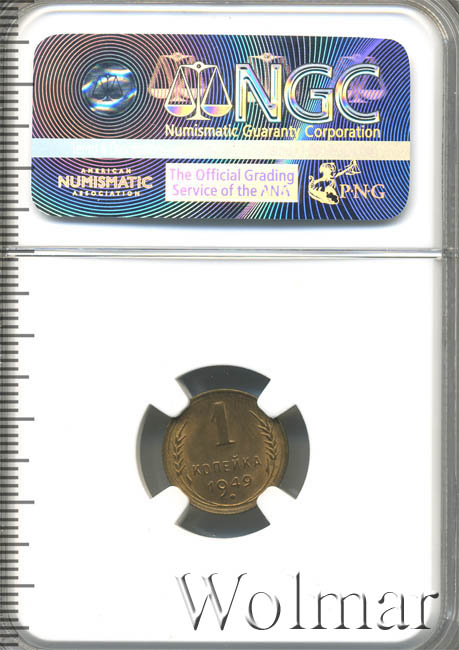 NGC
Numismatic Guaranty Corporation
AMERICAN
NUMISMATIC
ASSOCIATION
The Official Grading
Service of the ANA
PNG
1
КОПЕЙКА
1949
Wolmar